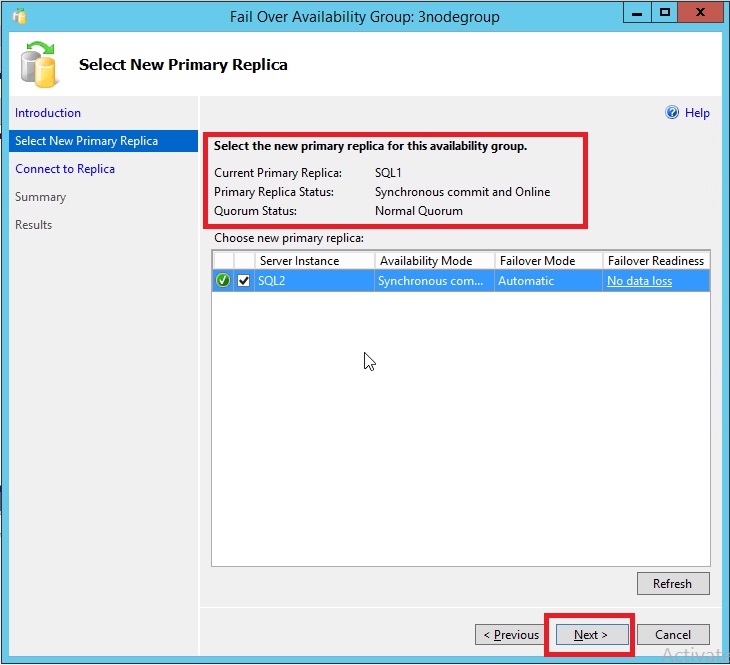 Fail Over Availability Group: 3nodegroup
Select New Primary Replica
Introduction
Select New Primary Replica
Connect to Replica
Summary
Results
Help
Select the new primary replica for this availability group.
Current Primary Replica: SQL1
Primary Replica Status: Synchronous commit and Online
Quorum Status: Normal Quorum
Choose new primary replica:
Server Instance Availability Mode Failover Mode Failover Readiness
SQL2 Synchronous com... Automatic No data loss
Refresh
< Previous Next > Cancel
Activat